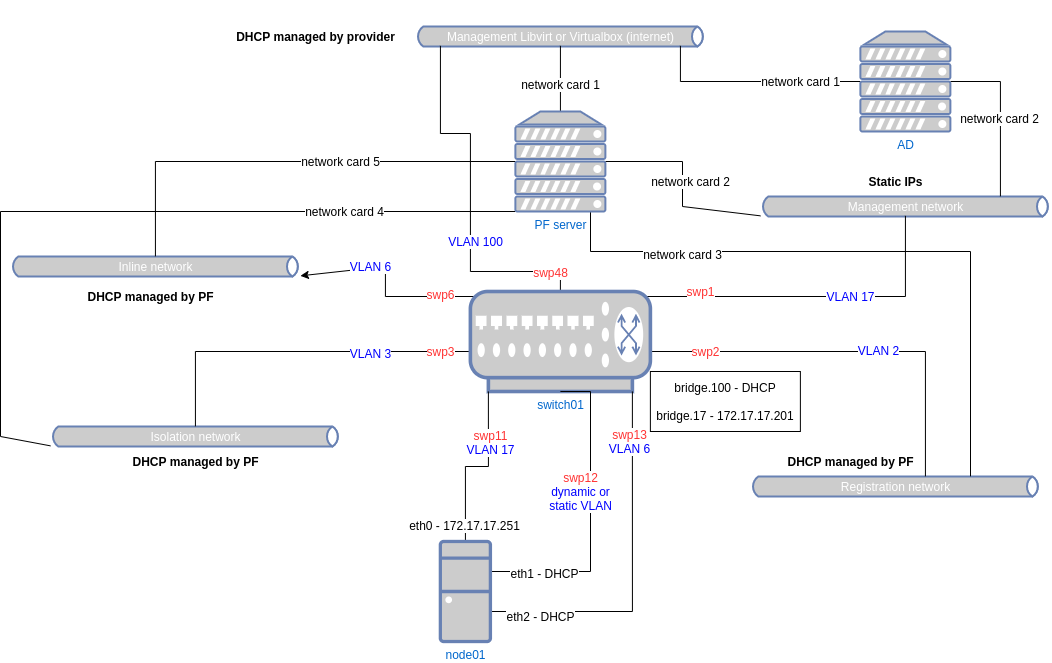 DHCP managed by provider
Management Libvirt or Virtualbox (internet)
network card 1
network card 1
network card 2
AD
network card 5
network card 2
Static IPs
network card 4
Management network
PF server
VLAN 100
network card 3
Inline network
VLAN 6
swp48
DHCP managed by PF
swp6
swp1
VLAN 17
VLAN 3
swp3
swp2
VLAN 2
bridge.100 - DHCP
bridge.17 - 172.17.17.201
switch01
Isolation network
swp11
VLAN 17
swp13
VLAN 6
DHCP managed by PF
DHCP managed by PF
swp12
dynamic or
static VLAN
Registration network
eth0 - 172.17.17.251
eth1 - DHCP
eth2 - DHCP
node01